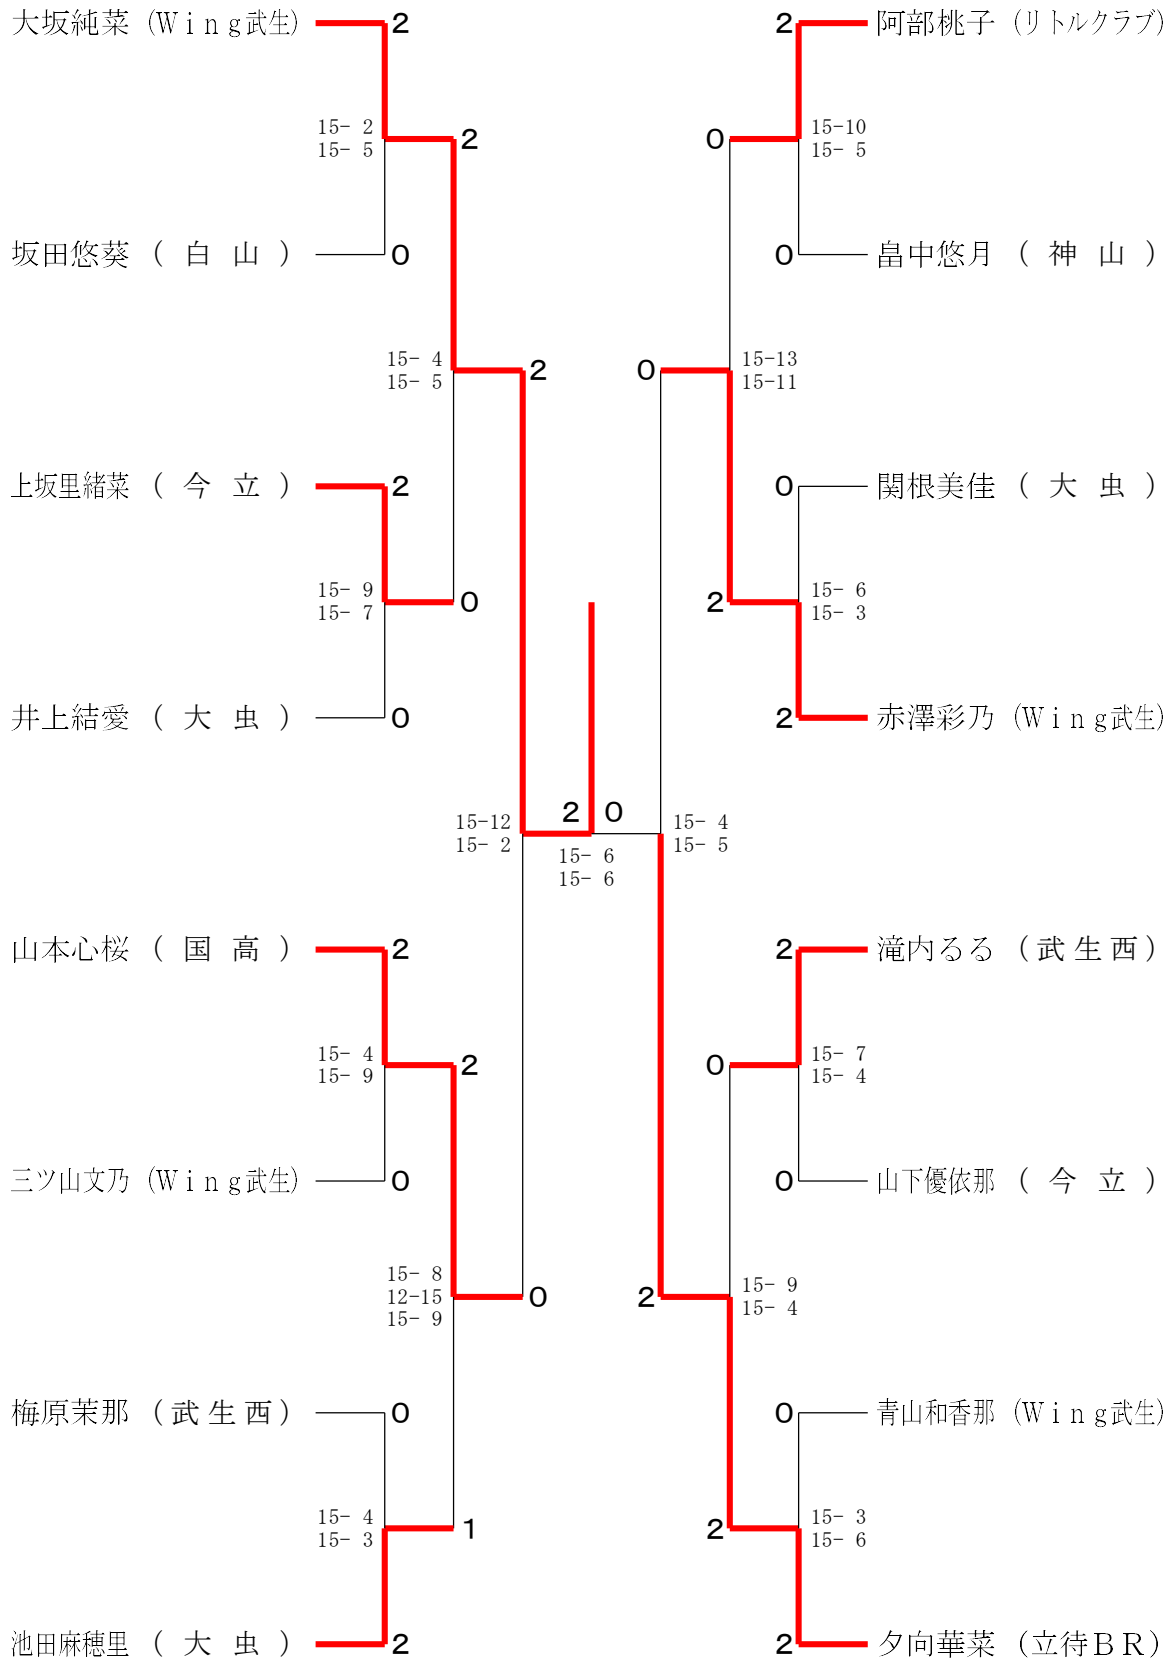 大坂純菜 (Ｗｉｎｇ武生) 2 2 阿部桃子 (リトルクラブ)
15- 2 2 0 15-10
15- 5 15- 5
坂田悠葵 ( 白 山 ) 0 0 畠中悠月 ( 神 山 )
15- 4 2 0 15-13
15- 5 15-11
上坂里緒菜 ( 今 立 ) 2 0 関根美佳 ( 大 虫 )
15- 9 0 2 15- 6
15- 7 15- 3
井上結愛 ( 大 虫 ) 0 2 赤澤彩乃 (Ｗｉｎｇ武生)
15-12 2 0 15- 4
15- 2 15- 5
15- 6
15- 6
山本心桜 ( 国 高 ) 2 2 滝内るる (武生西)
15- 4 2 0 15- 7
15- 9 15- 4
三ツ山文乃 (Ｗｉｎｇ武生) 0 0 山下優依那 ( 今 立 )
15- 8 15- 9
12-15 0 2 15- 4
15- 9
梅原茉那 (武生西) 0 0 青山和香那 (Ｗｉｎｇ武生)
15- 4 1 2 15- 3
15- 3 15- 6
池田麻穂里 ( 大 虫 ) 2 2 夕向華菜 (立待ＢＲ)